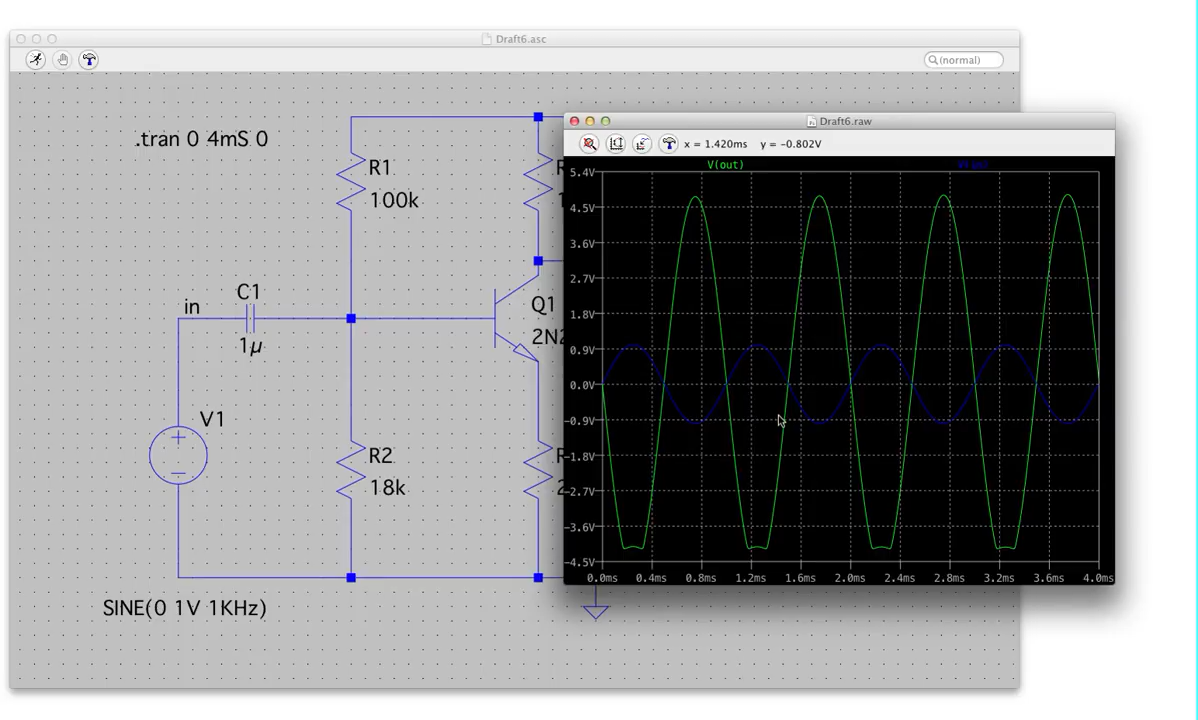 Draft6.asc
(normal)
.tran 0 4mS 0
R1
100k
C1
in
1µ
Q1
V1
R2
18k
SINE(0 1V 1KHz)
Draft6.raw
x = 1.420ms y = -0.802V
V(out)
5.4V
4.5V
3.6V
2.7V
1.8V
0.9V
0.0V
-0.9V
-1.8V
-2.7V
-3.6V
-4.5V
0.0ms 0.4ms 0.8ms 1.2ms 1.6ms 2.0ms 2.4ms 2.8ms 3.2ms 3.6ms 4.0ms